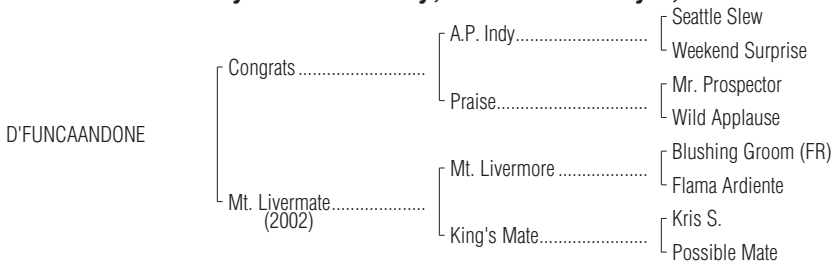 Seattle Slew
A.P. Indy..............................
Weekend Surprise
Congrats ..........................
Mr. Prospector
Praise...................................
Wild Applause
D'FUNCAANDONE
Blushing Groom (FR)
Mt. Livermore ....................
Flama Ardiente
Mt. Livermate....................
(2002)
Kris S.
King's Mate........................
Possible Mate